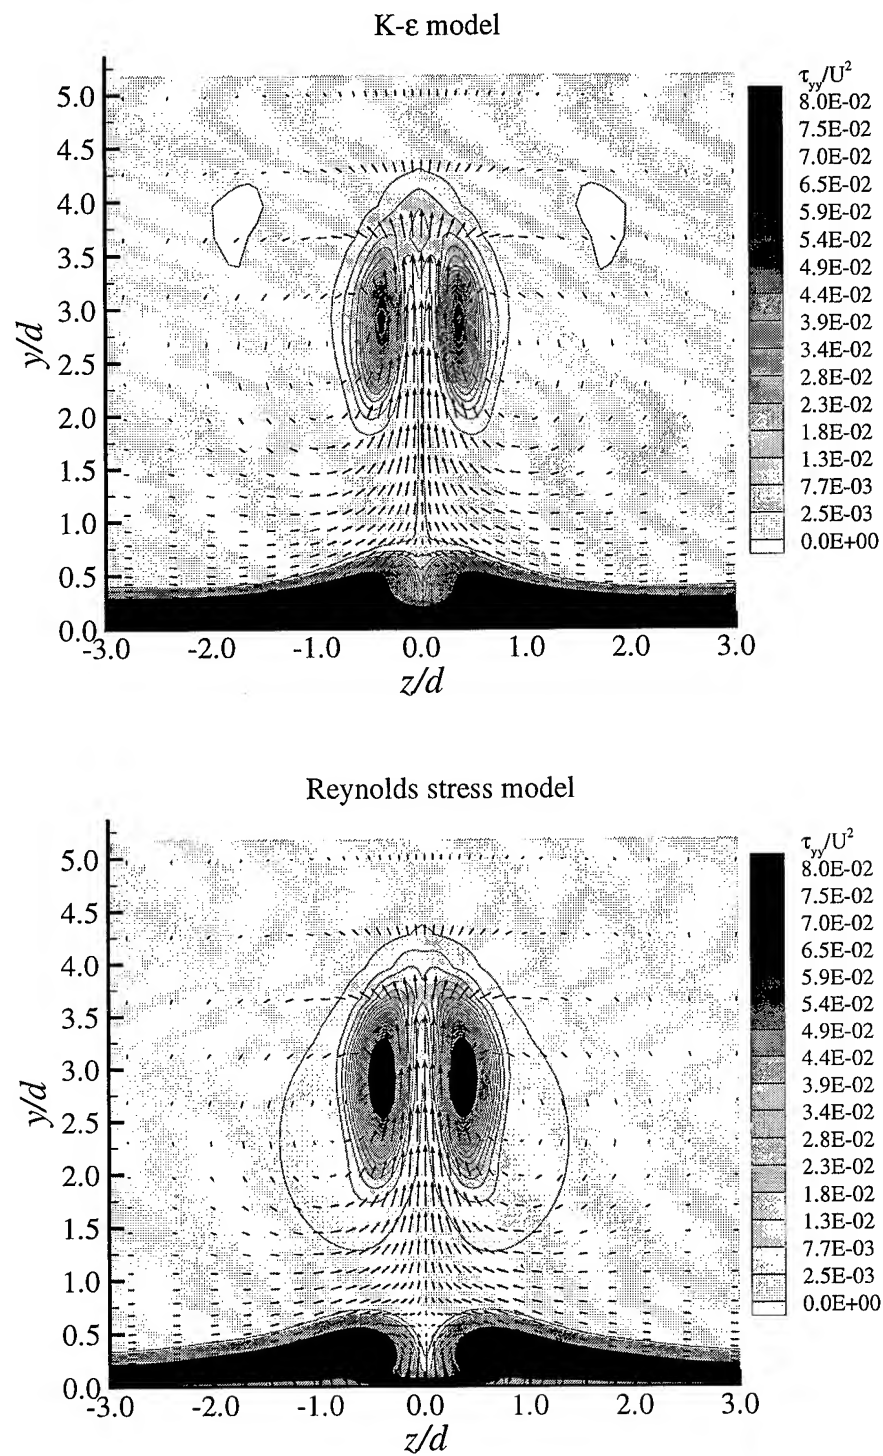 K-ε model
τyy/U²
8.0E-02
7.5E-02
7.0E-02
6.5E-02
5.9E-02
5.4E-02
4.9E-02
4.4E-02
3.9E-02
3.4E-02
2.8E-02
2.3E-02
1.8E-02
1.3E-02
7.7E-03
2.5E-03
0.0E+00
y/d
5.0
4.5
4.0
3.5
3.0
2.5
2.0
1.5
1.0
0.5
0.0
-3.0 -2.0 -1.0 0.0 1.0 2.0 3.0
z/d
Reynolds stress model
τyy/U²
8.0E-02
7.5E-02
7.0E-02
6.5E-02
5.9E-02
5.4E-02
4.9E-02
4.4E-02
3.9E-02
3.4E-02
2.8E-02
2.3E-02
1.8E-02
1.3E-02
7.7E-03
2.5E-03
0.0E+00
y/d
5.0
4.5
4.0
3.5
3.0
2.5
2.0
1.5
1.0
0.5
0.0
-3.0 -2.0 -1.0 0.0 1.0 2.0 3.0
z/d